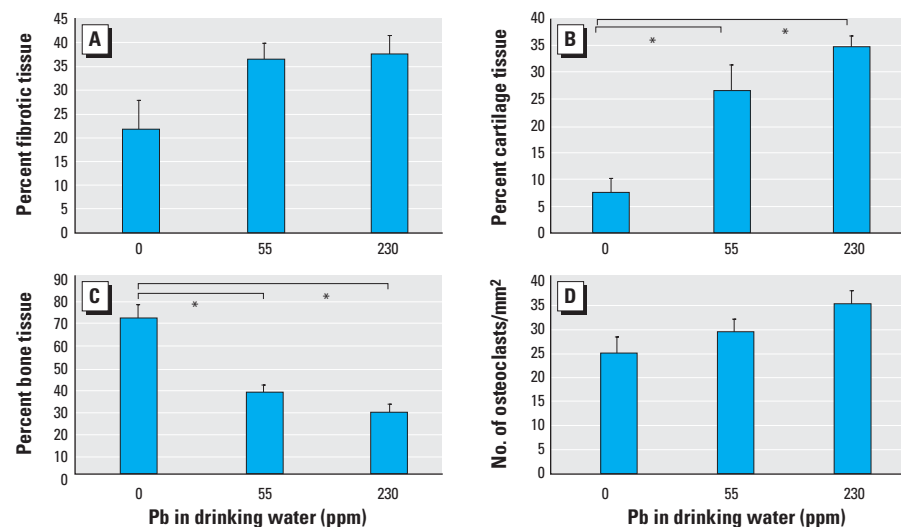 A
Percent fibrotic tissue
45
40
35
30
25
20
15
10
5
0
0 55 230
B
Percent cartilage tissue
40
35
30
25
20
15
10
5
0
* *
0 55 230
C
Percent bone tissue
90
80
70
60
50
40
30
20
10
0
* *
0 55 230
Pb in drinking water (ppm)
D
No. of osteoclasts/mm²
40
35
30
25
20
15
10
5
0
0 55 230
Pb in drinking water (ppm)